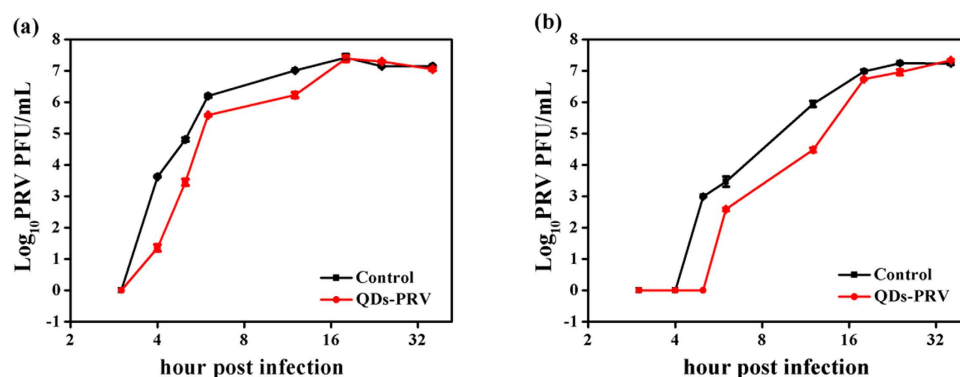 (a)
8
7
6
5
4
3
2
1
0
-1
Log10PRV PFU/mL
Control
QDs-PRV
2 4 8 16 32
hour post infection
(b)
8
7
6
5
4
3
2
1
0
-1
Log10PRV PFU/mL
Control
QDs-PRV
2 4 8 16 32
hour post infection